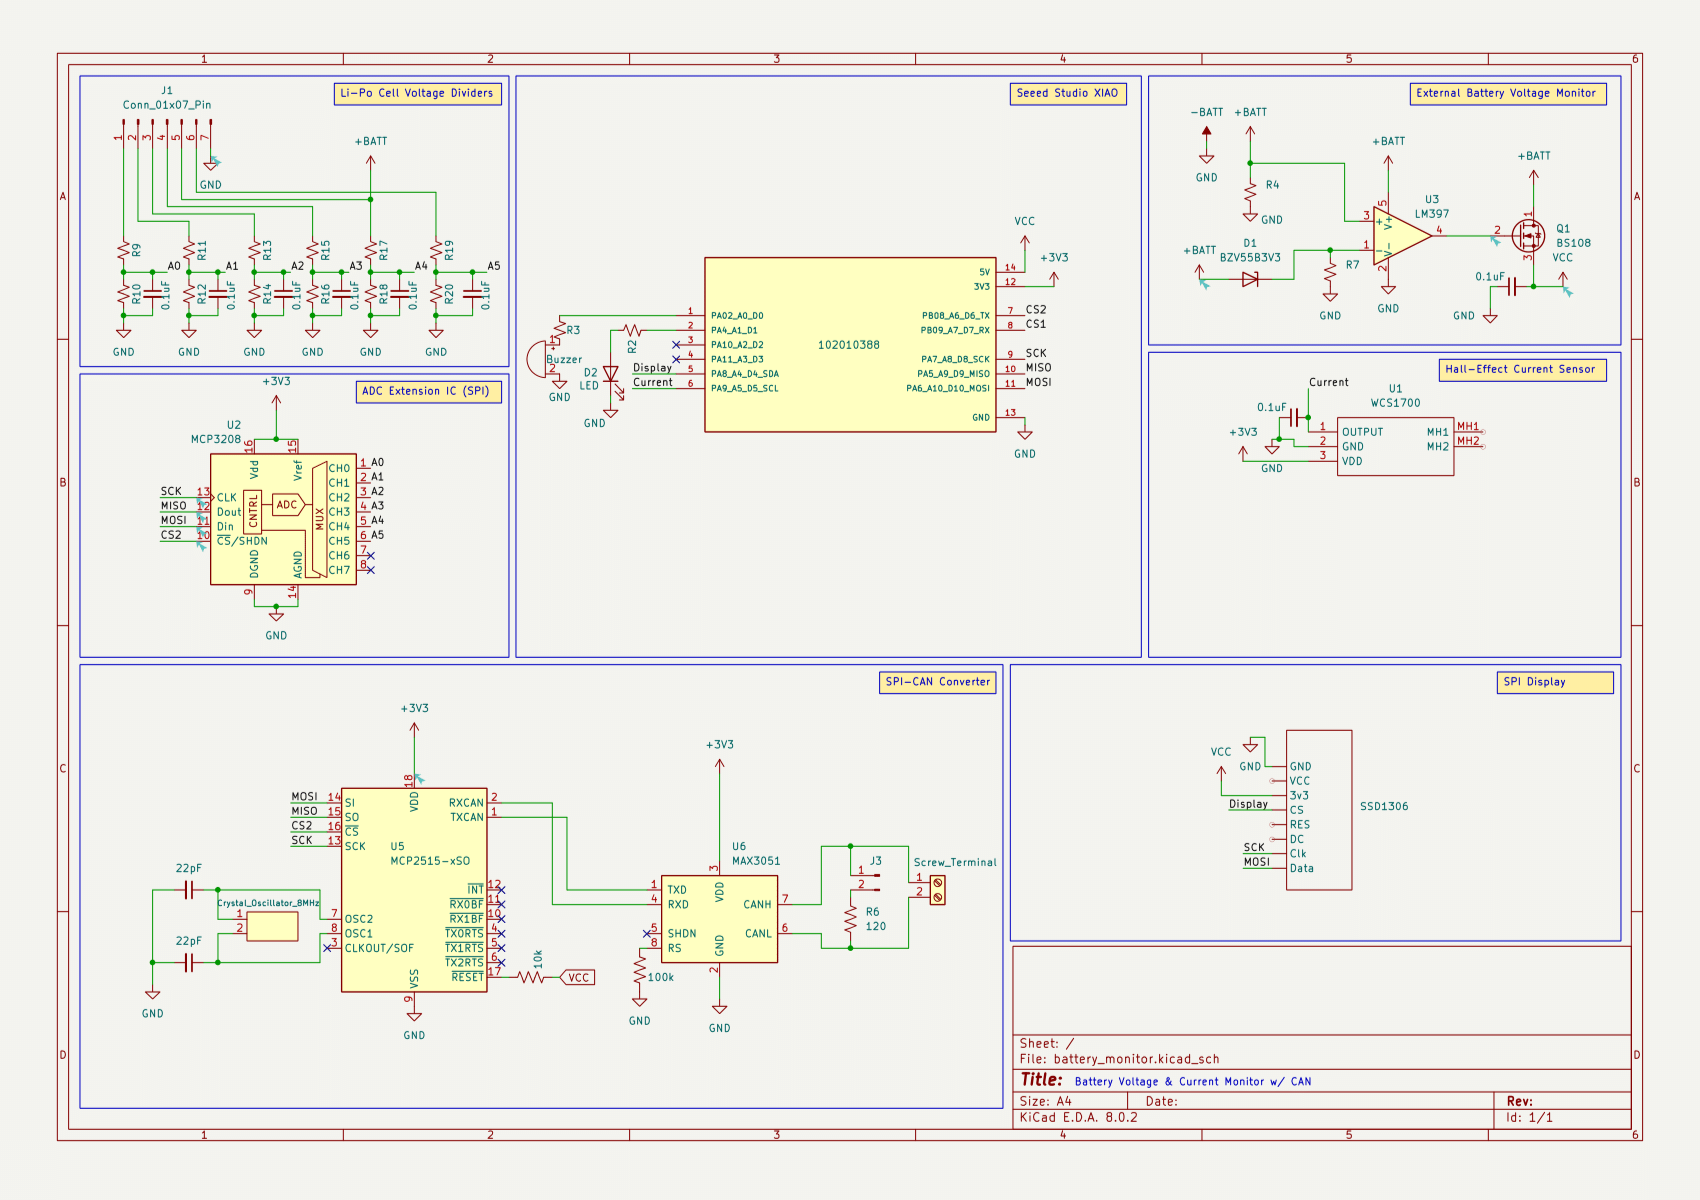 1 2 3 4 5 6
A
B
C
D
Li-Po Cell Voltage Dividers
J1
Conn_01x07_Pin
1 2 3 4 5 6 7
GND
+BATT
R9 R11 R13 R15 R17 R19
A0 A1 A2 A3 A4 A5
R10 0.1uF R12 0.1uF R14 0.1uF R16 0.1uF R18 0.1uF R20 0.1uF
GND GND GND GND GND GND
ADC Extension IC (SPI)
+3V3
U2
MCP3208
16 15
Vdd Vref
SCK 13 CLK
MISO 12 Dout
MOSI 11 Din
CS2 10 CS/SHDN
CNTRL ADC MUX
CH0 1 A0
CH1 2 A1
CH2 3 A2
CH3 4 A3
CH4 5 A4
CH5 6 A5
CH6 7
CH7 8
DGND AGND
9 14
GND
Seeed Studio XIAO
VCC
+3V3
5V 14
3V3 12
1 PA02_A0_D0
2 PA4_A1_D1
3 PA10_A2_D2
4 PA11_A3_D3
Display 5 PA8_A4_D4_SDA
Current 6 PA9_A5_D5_SCL
102010388
PB08_A6_D6_TX 7 CS2
PB09_A7_D7_RX 8 CS1
PA7_A8_D8_SCK 9 SCK
PA5_A9_D9_MISO 10 MISO
PA6_A10_D10_MOSI 11 MOSI
GND 13
GND
R3
R2
1
+
Buzzer
2
GND
D2
LED
GND
External Battery Voltage Monitor
-BATT +BATT
GND
R4
GND
+BATT
D1
BZV55B3V3
R7
GND
+BATT
U3
LM397
3 + V+ 5
1 - V- 2
4
GND
+BATT
2 1 3
Q1
BS108
VCC
0.1uF
GND
Hall-Effect Current Sensor
Current
0.1uF
+3V3
GND
U1
WCS1700
1 OUTPUT
2 GND
3 VDD
MH1 MH1
MH2 MH2
SPI-CAN Converter
+3V3
18
VDD
MOSI 14 SI
MISO 15 SO
CS2 16 CS
SCK 13 SCK
U5
MCP2515-xSO
RXCAN 2
TXCAN 1
INT 12
RX0BF 11
RX1BF 10
TX0RTS 4
TX1RTS 5
TX2RTS 6
RESET 17
7 OSC2
8 OSC1
3 CLKOUT/SOF
VSS
9
GND
22pF
Crystal_Oscillator_8MHz
1
2
22pF
GND
10k
VCC
+3V3
U6
MAX3051
3
VDD
1 TXD
4 RXD
5 SHDN
8 RS
CANH 7
CANL 6
GND
2
GND
100k
GND
J3
1
2
R6
120
Screw_Terminal
1
2
SPI Display
VCC
GND
Display
SCK
MOSI
GND
VCC
3v3
CS
RES
DC
Clk
Data
SSD1306
Sheet: /
File: battery_monitor.kicad_sch
Title: Battery Voltage & Current Monitor w/ CAN
Size: A4 Date: Rev:
KiCad E.D.A. 8.0.2 Id: 1/1
1 2 3 4 5 6
A
B
C
D